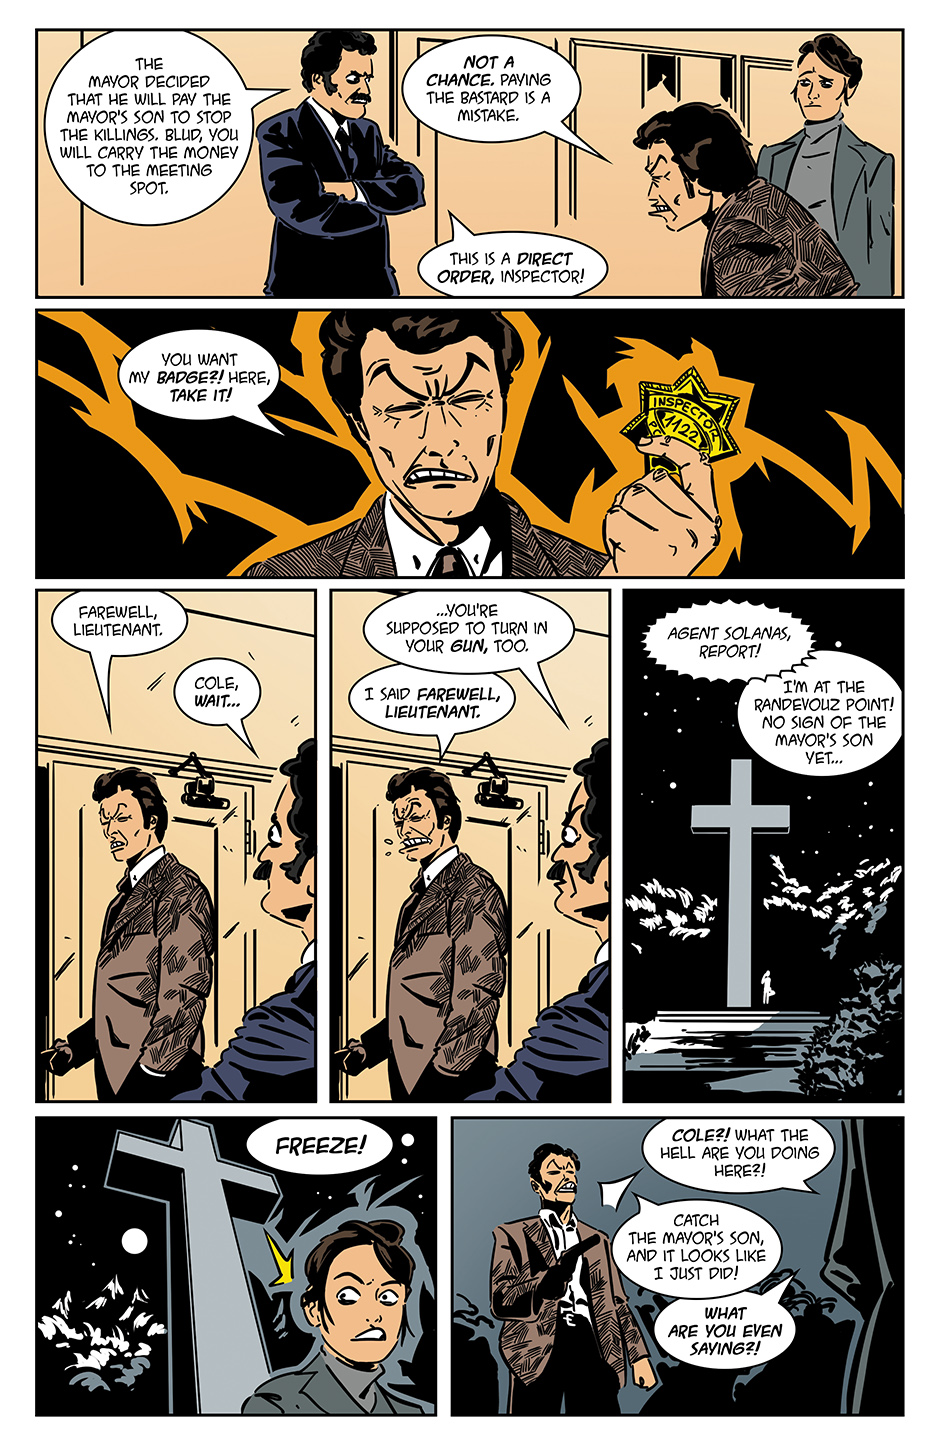 THE
MAYOR DECIDED
THAT HE WILL PAY THE
MAYOR'S SON TO STOP
THE KILLINGS. BLUD, YOU
WILL CARRY THE MONEY
TO THE MEETING
SPOT.
NOT A
CHANCE. PAYING
THE BASTARD IS A
MISTAKE.
THIS IS A DIRECT
ORDER, INSPECTOR!
YOU WANT
MY BADGE?! HERE,
TAKE IT!
INSPECTOR
1122
FAREWELL,
LIEUTENANT.
COLE,
WAIT...
...YOU'RE
SUPPOSED TO TURN IN
YOUR GUN, TOO.
I SAID FAREWELL,
LIEUTENANT.
AGENT SOLANAS,
REPORT!
I'M AT THE
RANDEVOUZ POINT!
NO SIGN OF THE
MAYOR'S SON
YET...
FREEZE!
COLE?! WHAT THE
HELL ARE YOU DOING
HERE?!
CATCH
THE MAYOR'S SON,
AND IT LOOKS LIKE
I JUST DID!
WHAT
ARE YOU EVEN
SAYING?!